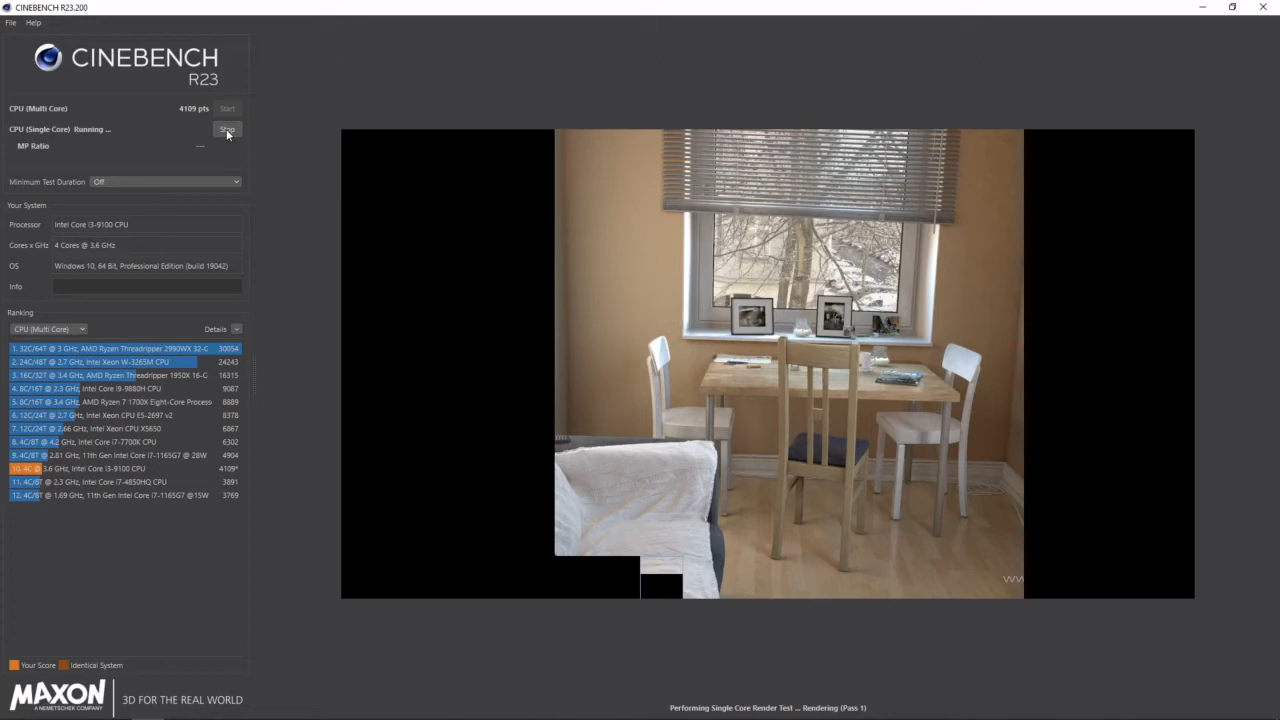 CINEBENCH R23.200
File Help
CINEBENCH
R23
CPU (Multi Core) 4109 pts Start
CPU (Single Core) Running ... Stop
MP Ratio ---
Minimum Test Duration Off
Your System
Processor Intel Core i3-9100 CPU
Cores x GHz 4 Cores @ 3.6 GHz
OS Windows 10, 64 Bit, Professional Edition (build 19042)
Info
Ranking
CPU (Multi Core) Details
1. 32C/64T @ 3 GHz, AMD Ryzen Threadripper 2990WX 32-C 30054
2. 24C/48T @ 2.7 GHz, Intel Xeon W-3265M CPU 24243
3. 16C/32T @ 3.4 GHz, AMD Ryzen Threadripper 1950X 16-C 16315
4. 8C/16T @ 2.3 GHz, Intel Core i9-9880H CPU 9087
5. 8C/16T @ 3.4 GHz, AMD Ryzen 7 1700X Eight-Core Proces 8889
6. 12C/24T @ 2.7 GHz, Intel Xeon CPU E5-2697 v2 8378
7. 12C/24T @ 2.66 GHz, Intel Xeon CPU X5650 6867
8. 4C/8T @ 4.2 GHz, Intel Core i7-7700K CPU 6302
9. 4C/8T @ 2.81 GHz, 11th Gen Intel Core i7-1165G7 @ 28W 4904
10. 4C @ 3.6 GHz, Intel Core i3-9100 CPU 4109*
11. 4C/8T @ 2.3 GHz, Intel Core i7-4850HQ CPU 3891
12. 4C/8T @ 1.69 GHz, 11th Gen Intel Core i7-1165G7 @15W 3769
Your Score Identical System
MAXON
A NEMETSCHEK COMPANY
3D FOR THE REAL WORLD
Performing Single Core Render Test ... Rendering (Pass 1)